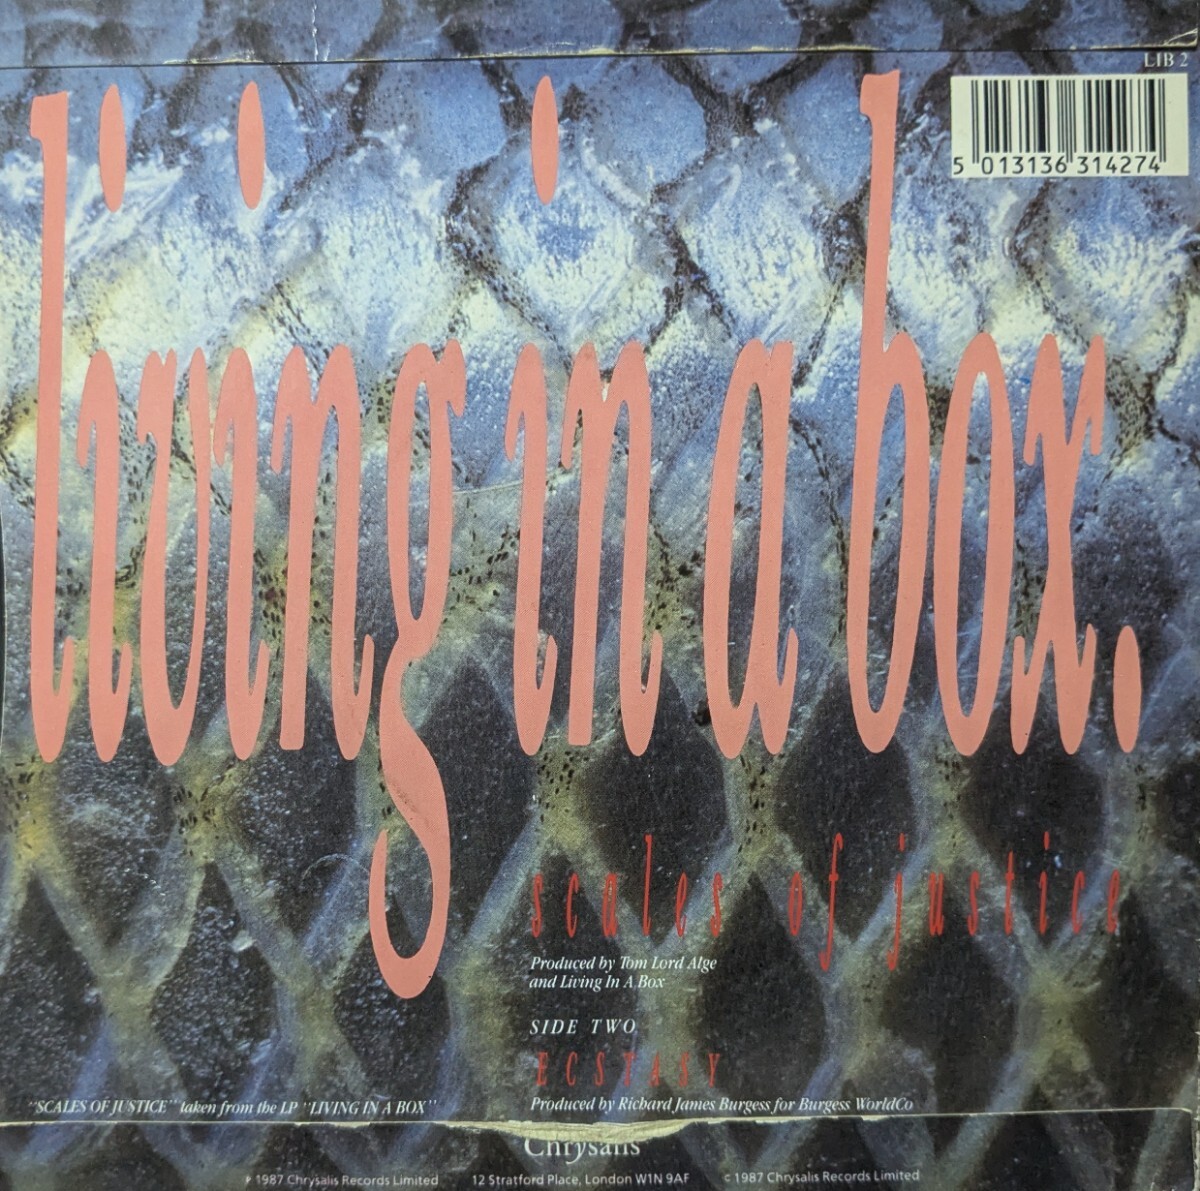 LIB 2
5 013136 314274
living in a box.
scales of justice
Produced by Tom Lord Alge
and Living In A Box
SIDE TWO
ECSTASY
"SCALES OF JUSTICE" taken from the LP "LIVING IN A BOX"
Produced by Richard James Burgess for Burgess WorldCo
Chrysalis
℗ 1987 Chrysalis Records Limited
12 Stratford Place, London W1N 9AF
© 1987 Chrysalis Records Limited